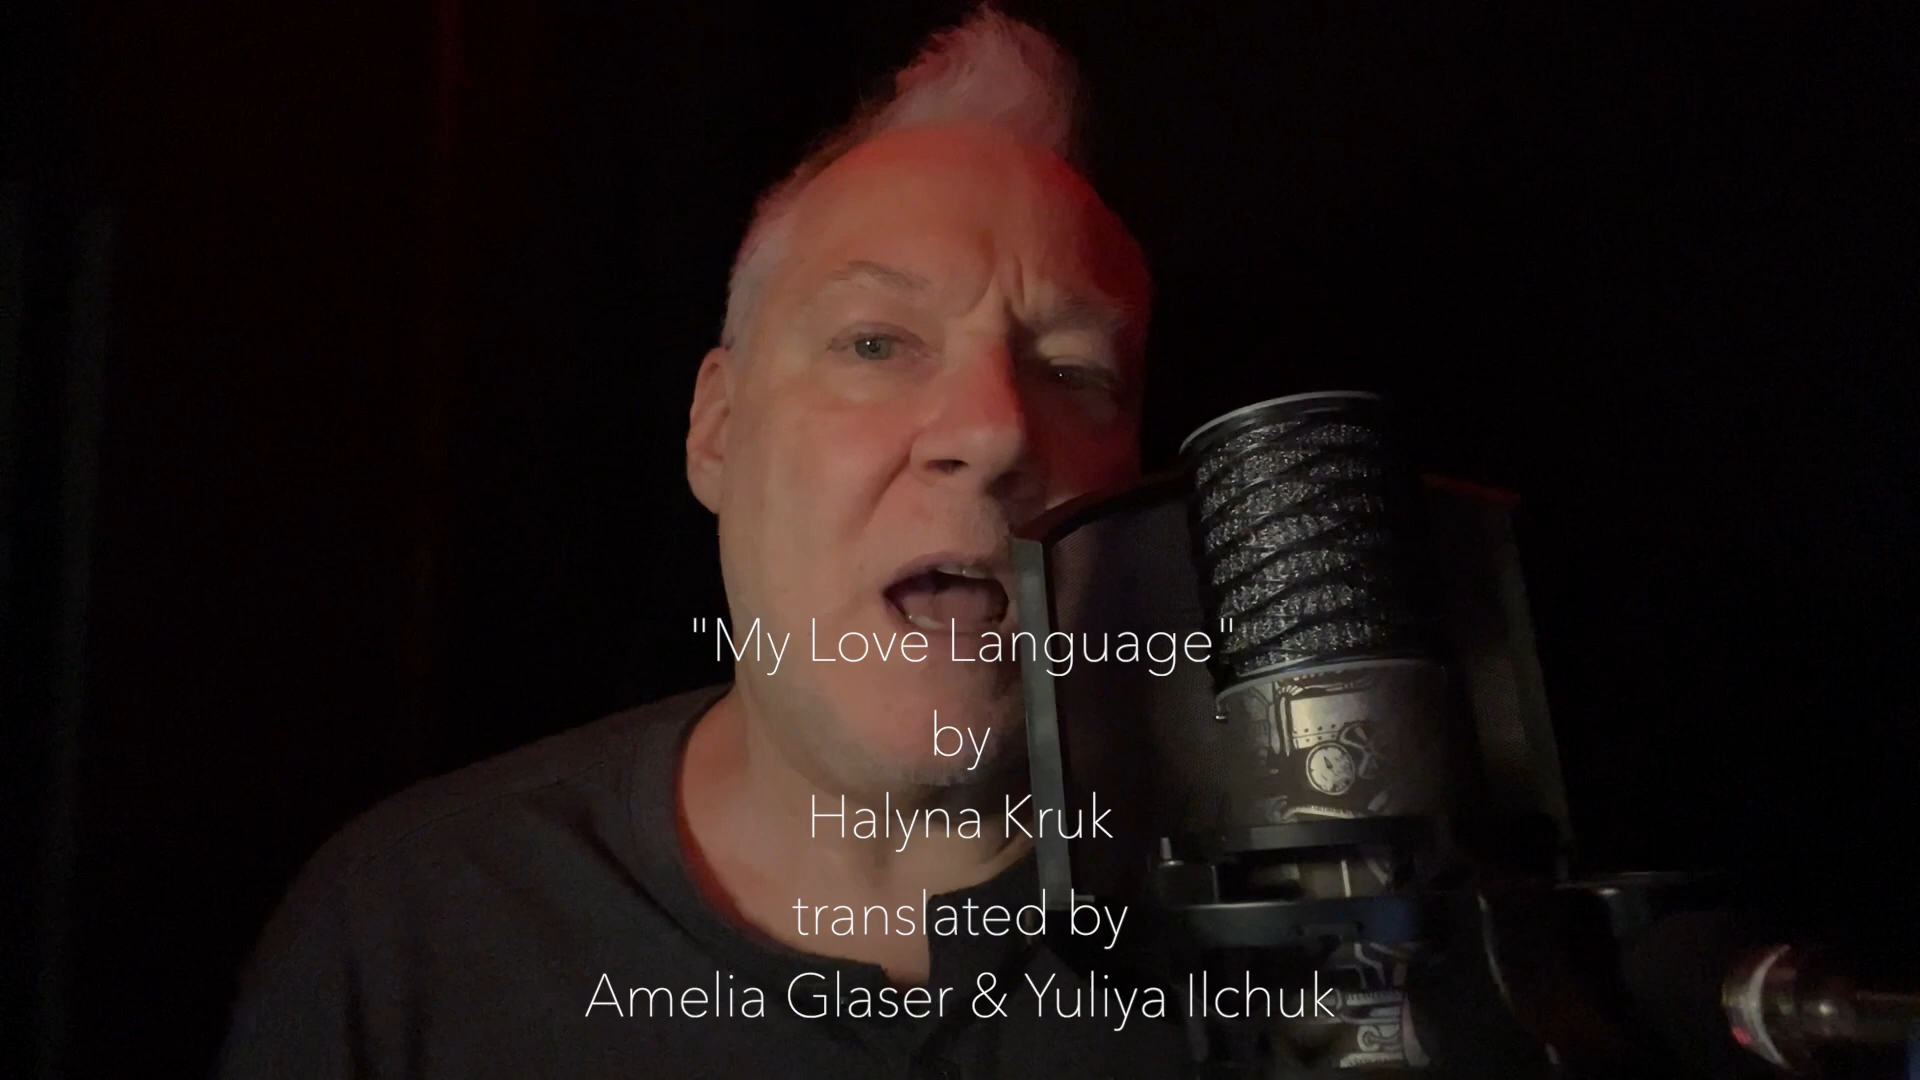 "My Love Language"
by
Halyna Kruk
translated by
Amelia Glaser & Yuliya Ilchuk